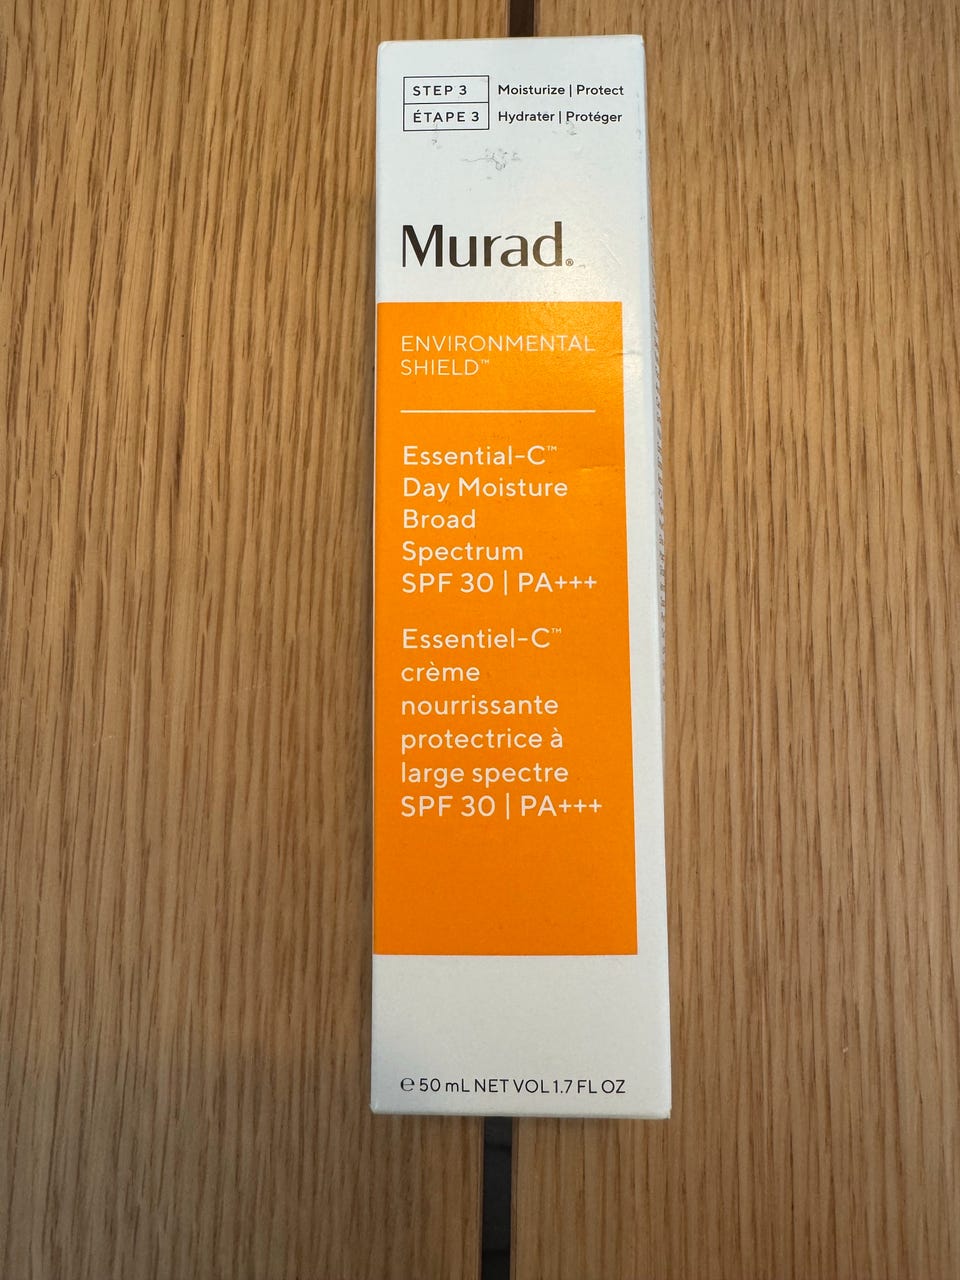 STEP 3 Moisturize | Protect
ÉTAPE 3 Hydrater | Protéger
Murad®
ENVIRONMENTAL
SHIELD™
Essential-C™
Day Moisture
Broad
Spectrum
SPF 30 | PA+++
Essentiel-C™
crème
nourrissante
protectrice à
large spectre
SPF 30 | PA+++
℮ 50 mL NET VOL 1.7 FL OZ